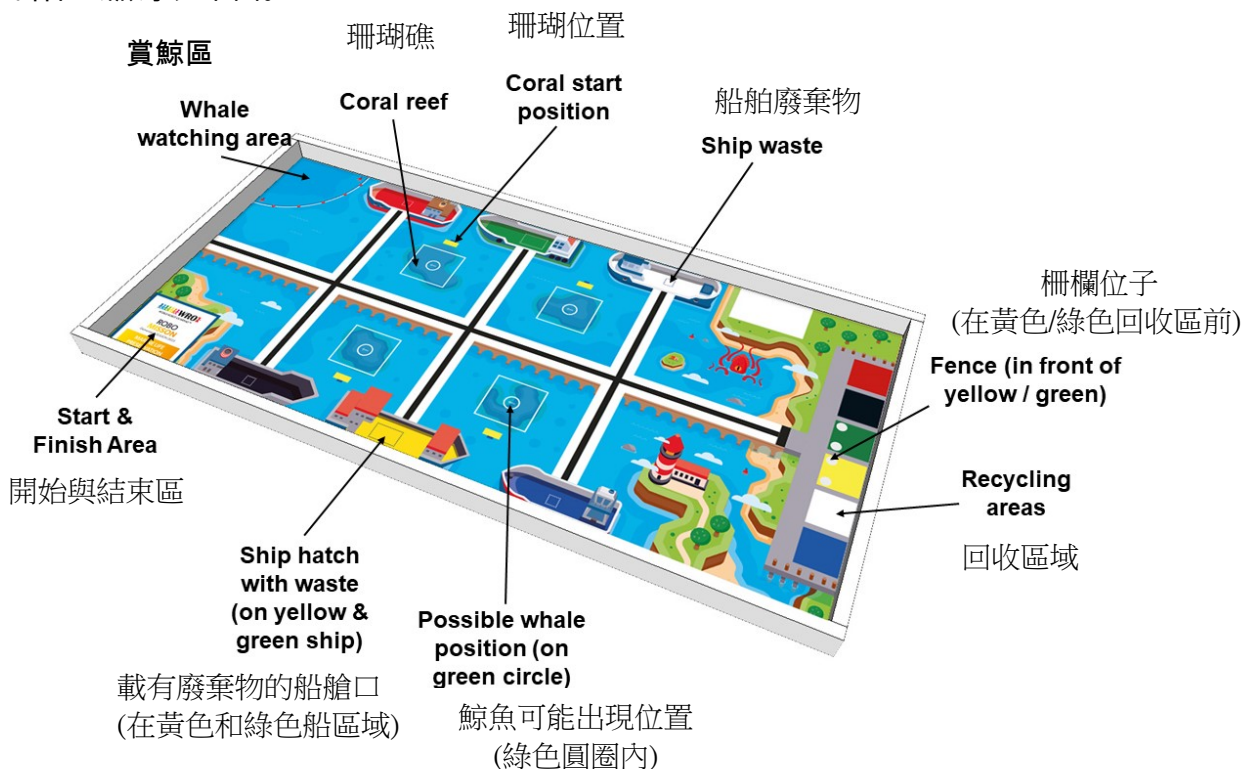 賞鯨區
Whale
watching area
珊瑚礁
Coral reef
珊瑚位置
Coral start
position
船舶廢棄物
Ship waste
柵欄位子
(在黃色/綠色回收區前)
Fence (in front of
yellow / green)
WRO
ROBO
MISSION
Start &
Finish Area
開始與結束區
Recycling
areas
回收區域
Ship hatch
with waste
(on yellow &
green ship)
載有廢棄物的船艙口
(在黃色和綠色船區域)
Possible whale
position (on
green circle)
鯨魚可能出現位置
(綠色圓圈內)